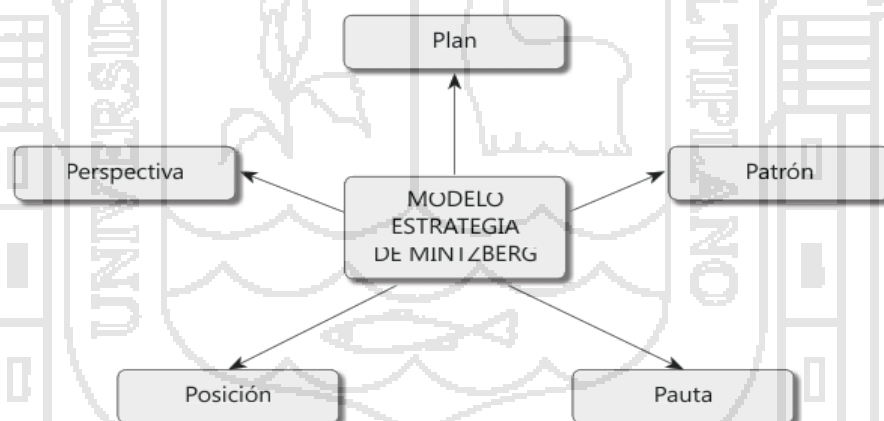 Plan
Perspectiva
Patrón
MODELO
ESTRATEGIA
DE MINTZBERG
Posición
Pauta